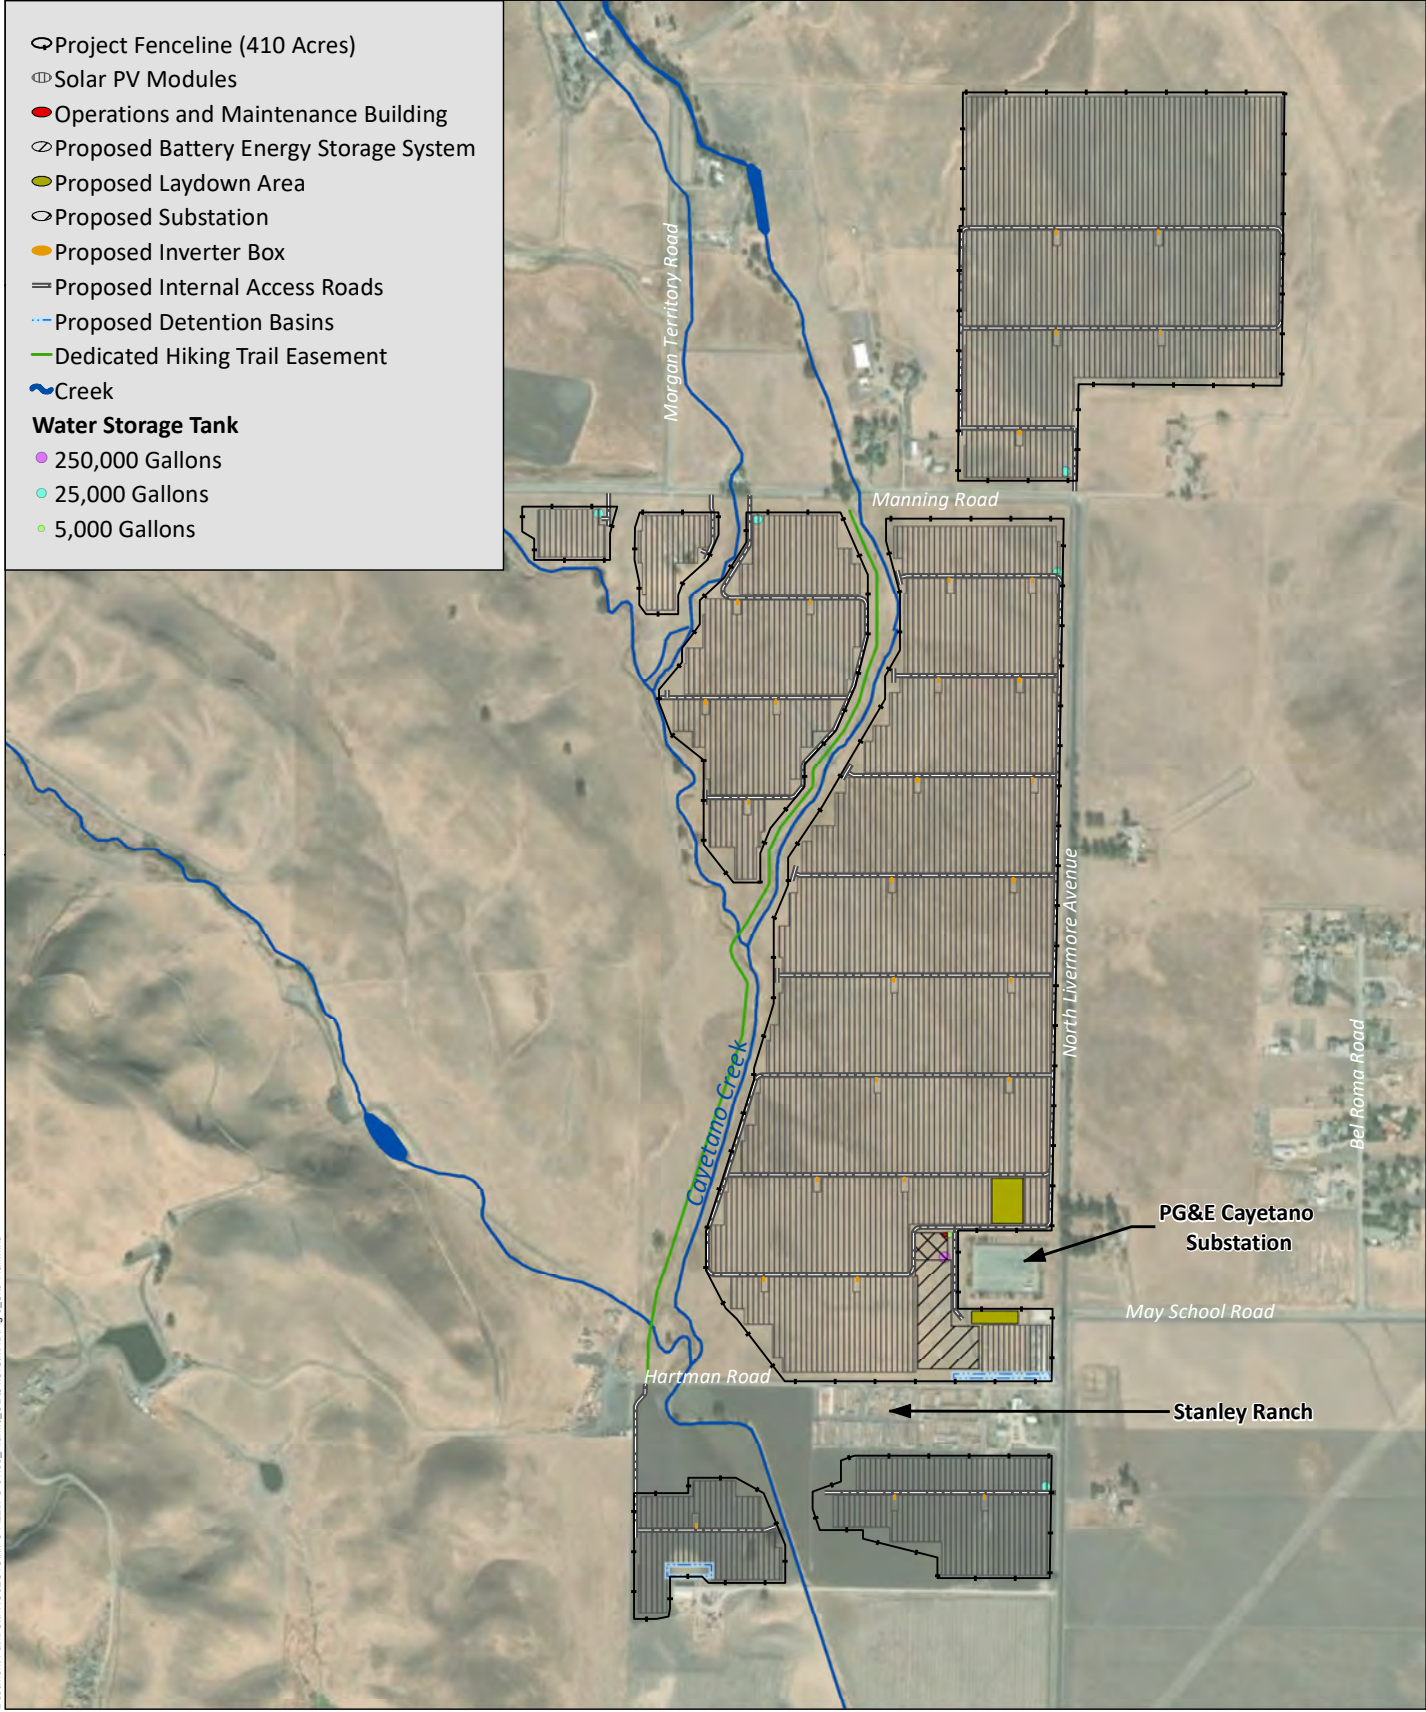 Project Fenceline (410 Acres)
Solar PV Modules
Operations and Maintenance Building
Proposed Battery Energy Storage System
Proposed Laydown Area
Proposed Substation
Proposed Inverter Box
Proposed Internal Access Roads
Proposed Detention Basins
Dedicated Hiking Trail Easement
Creek
Water Storage Tank
250,000 Gallons
25,000 Gallons
5,000 Gallons
Morgan Territory Road
Manning Road
North Livermore Avenue
Bel Roma Road
Cayetano Creek
PG&E Cayetano
Substation
May School Road
Hartman Road
Stanley Ranch